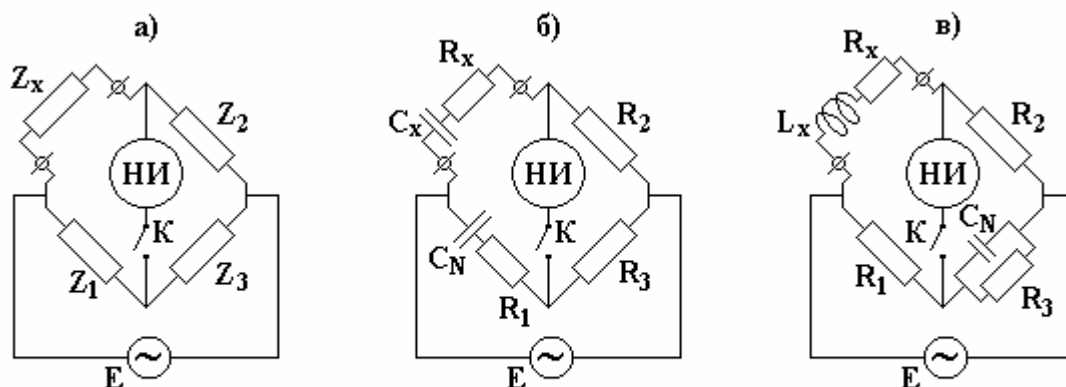 а)
Zx
Z2
НИ
К
Z1
Z3
E
б)
Rx
Cx
R2
НИ
К
CN
R1
R3
E
в)
Rx
Lx
R2
НИ
CN
К
R1
R3
E